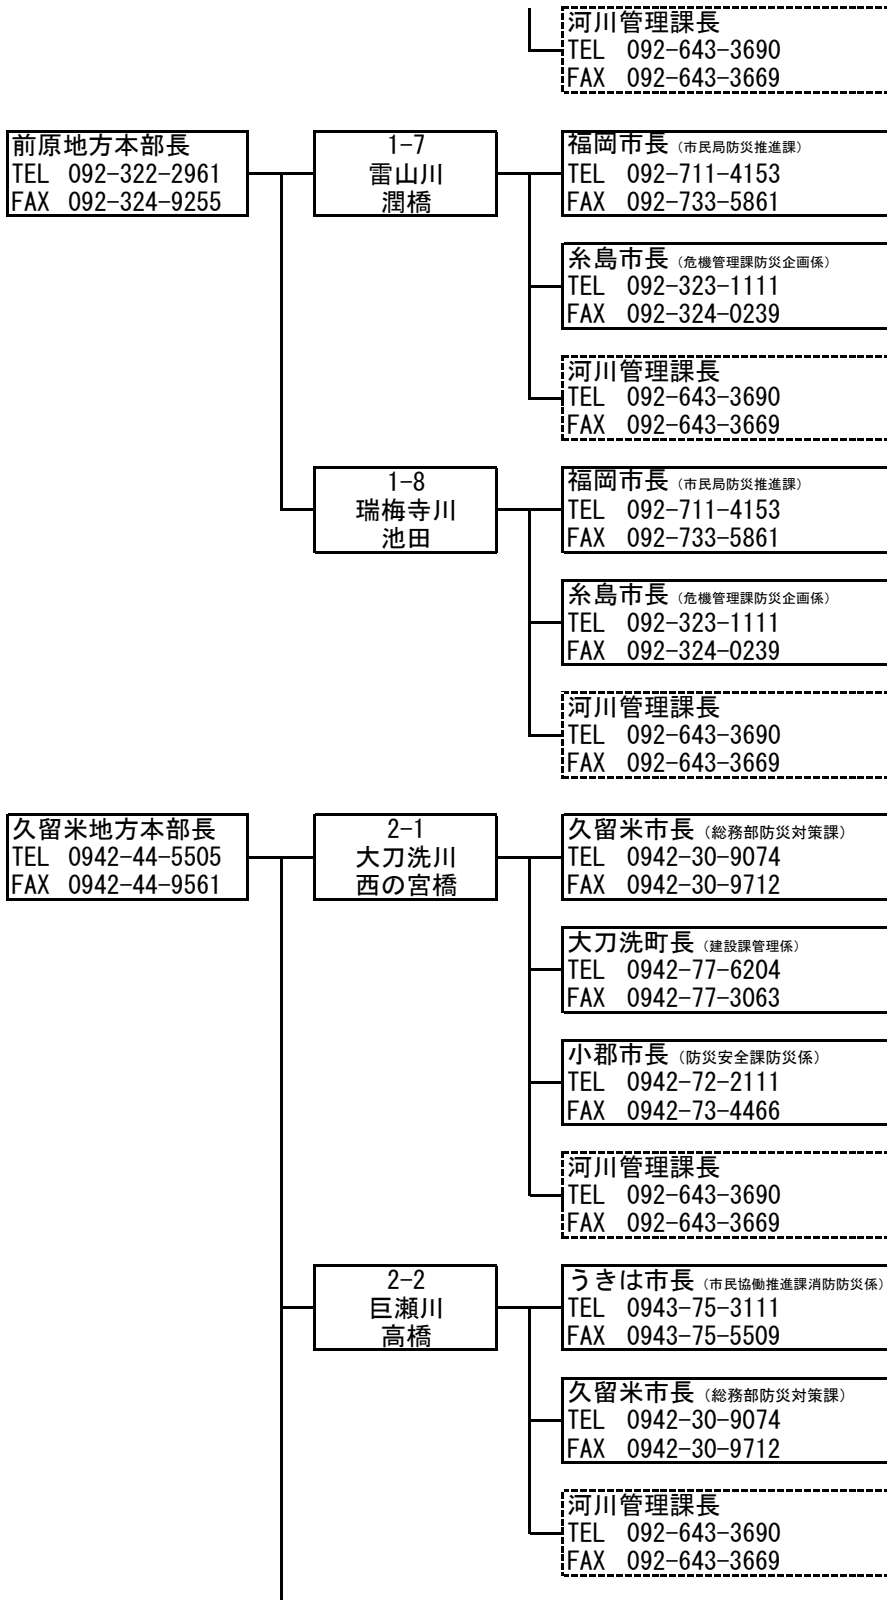 河川管理課長
TEL 092-643-3690
FAX 092-643-3669
前原地方本部長
TEL 092-322-2961
FAX 092-324-9255
1-7
雷山川
潤橋
福岡市長（市民局防災推進課）
TEL 092-711-4153
FAX 092-733-5861
糸島市長（危機管理課防災企画係）
TEL 092-323-1111
FAX 092-324-0239
河川管理課長
TEL 092-643-3690
FAX 092-643-3669
1-8
瑞梅寺川
池田
福岡市長（市民局防災推進課）
TEL 092-711-4153
FAX 092-733-5861
糸島市長（危機管理課防災企画係）
TEL 092-323-1111
FAX 092-324-0239
河川管理課長
TEL 092-643-3690
FAX 092-643-3669
久留米地方本部長
TEL 0942-44-5505
FAX 0942-44-9561
2-1
大刀洗川
西の宮橋
久留米市長（総務部防災対策課）
TEL 0942-30-9074
FAX 0942-30-9712
大刀洗町長（建設課管理係）
TEL 0942-77-6204
FAX 0942-77-3063
小郡市長（防災安全課防災係）
TEL 0942-72-2111
FAX 0942-73-4466
河川管理課長
TEL 092-643-3690
FAX 092-643-3669
2-2
巨瀬川
高橋
うきは市長（市民協働推進課消防防災係）
TEL 0943-75-3111
FAX 0943-75-5509
久留米市長（総務部防災対策課）
TEL 0942-30-9074
FAX 0942-30-9712
河川管理課長
TEL 092-643-3690
FAX 092-643-3669